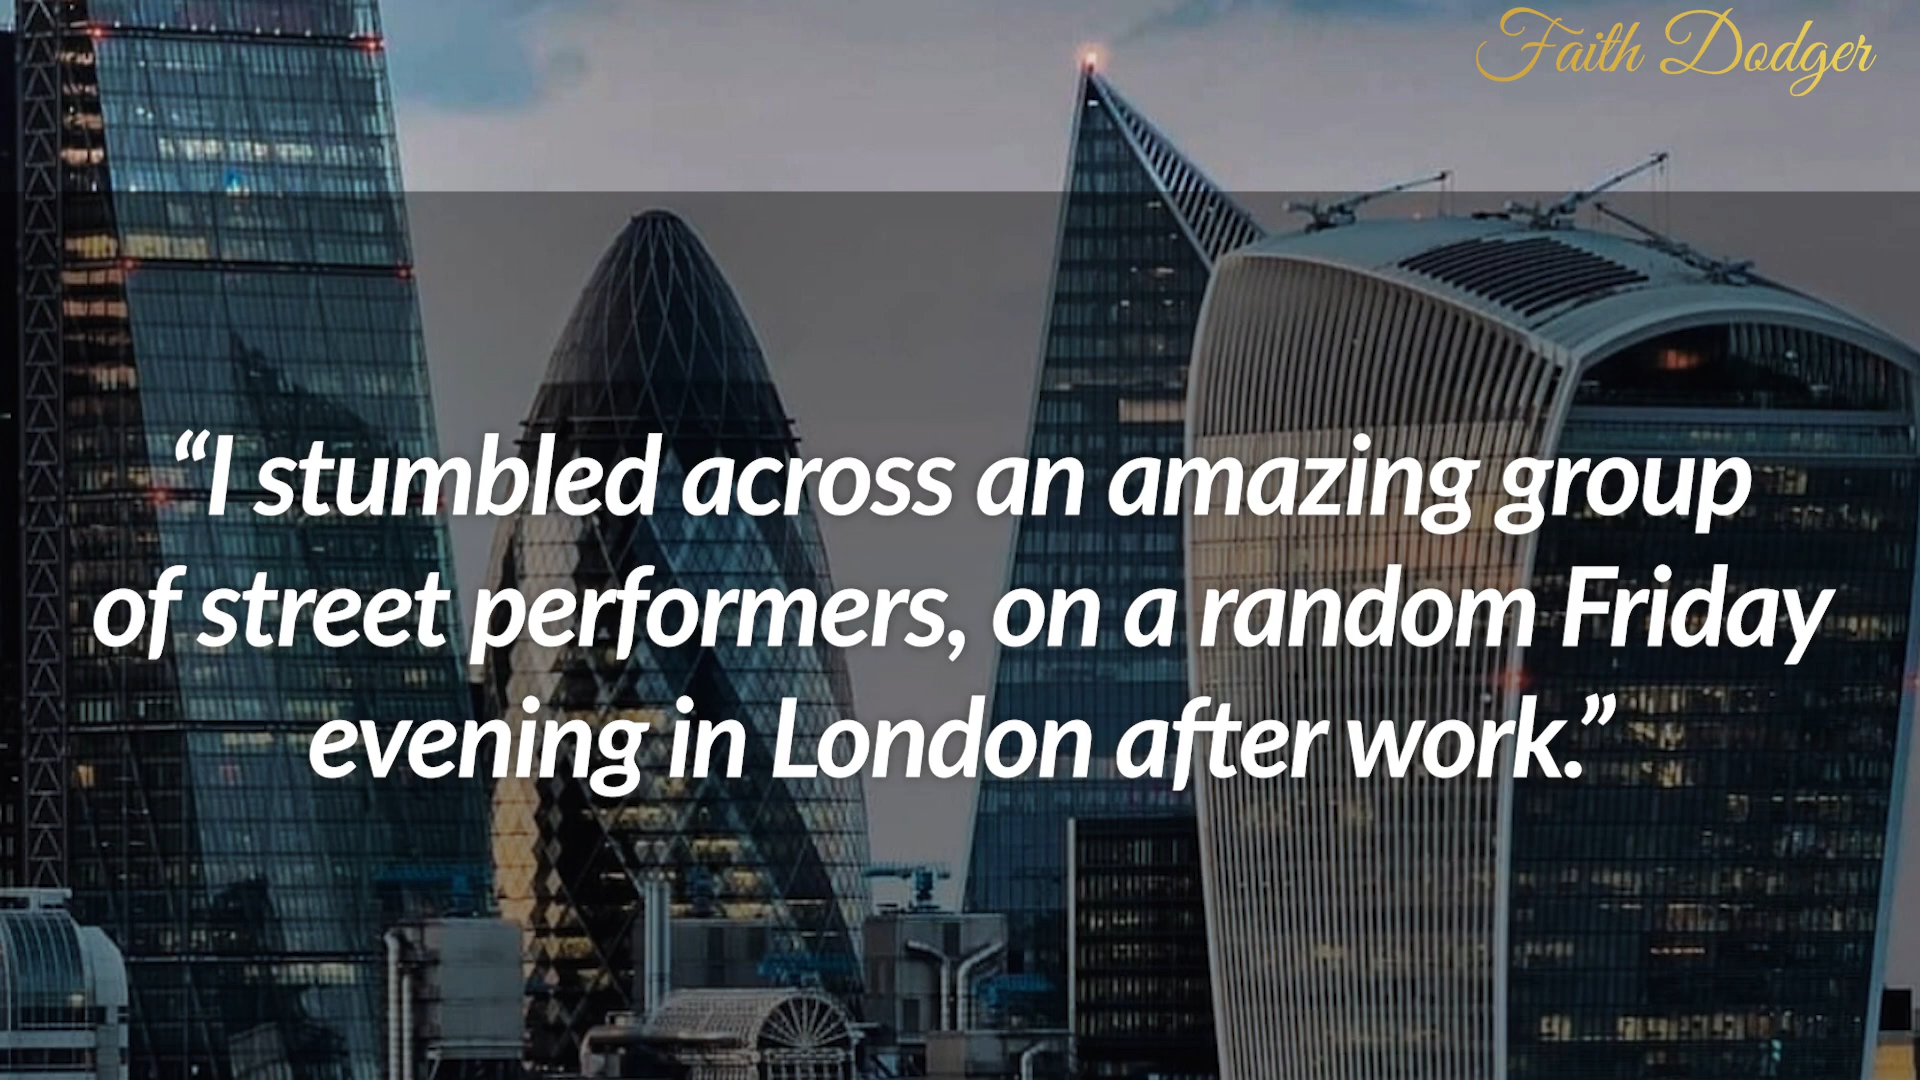 Faith Dodger
“I stumbled across an amazing group
of street performers, on a random Friday
evening in London after work.”